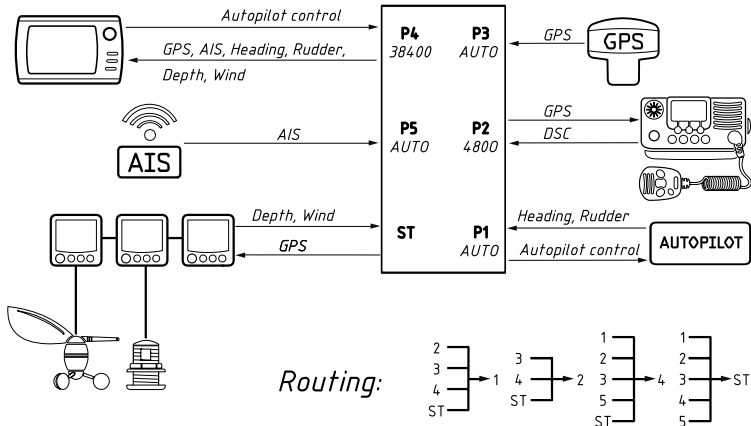 Autopilot control
GPS, AIS, Heading, Rudder,
Depth, Wind
P4
38400
P3
AUTO
GPS
GPS
AIS
AIS
P5
AUTO
P2
4800
GPS
DSC
Depth, Wind
GPS
ST
P1
AUTO
Heading, Rudder
Autopilot control
AUTOPILOT
Routing:
2
3
4
ST
1
3
4
ST
2
1
2
3
5
ST
4
1
2
3
4
5
ST